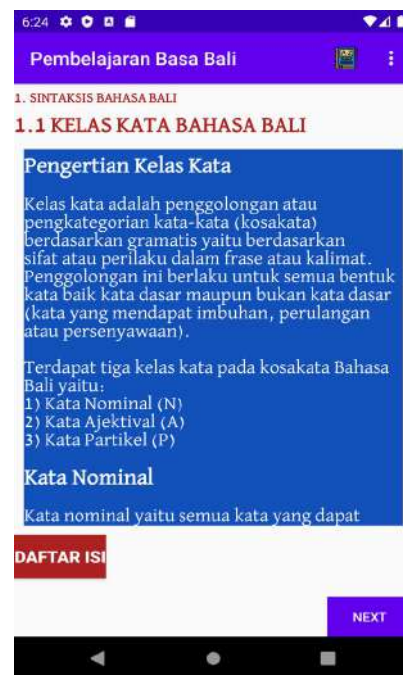 6:24
Pembelajaran Basa Bali
1. SINTAKSIS BAHASA BALI
1.1 KELAS KATA BAHASA BALI
Pengertian Kelas Kata
Kelas kata adalah penggolongan atau
pengkategorian kata-kata (kosakata)
berdasarkan gramatis yaitu berdasarkan
sifat atau perilaku dalam frase atau kalimat.
Penggolongan ini berlaku untuk semua bentuk
kata baik kata dasar maupun bukan kata dasar
(kata yang mendapat imbuhan, perulangan
atau persenyawaan).
Terdapat tiga kelas kata pada kosakata Bahasa
Bali yaitu:
1) Kata Nominal (N)
2) Kata Ajektival (A)
3) Kata Partikel (P)
Kata Nominal
Kata nominal yaitu semua kata yang dapat
DAFTAR ISI
NEXT